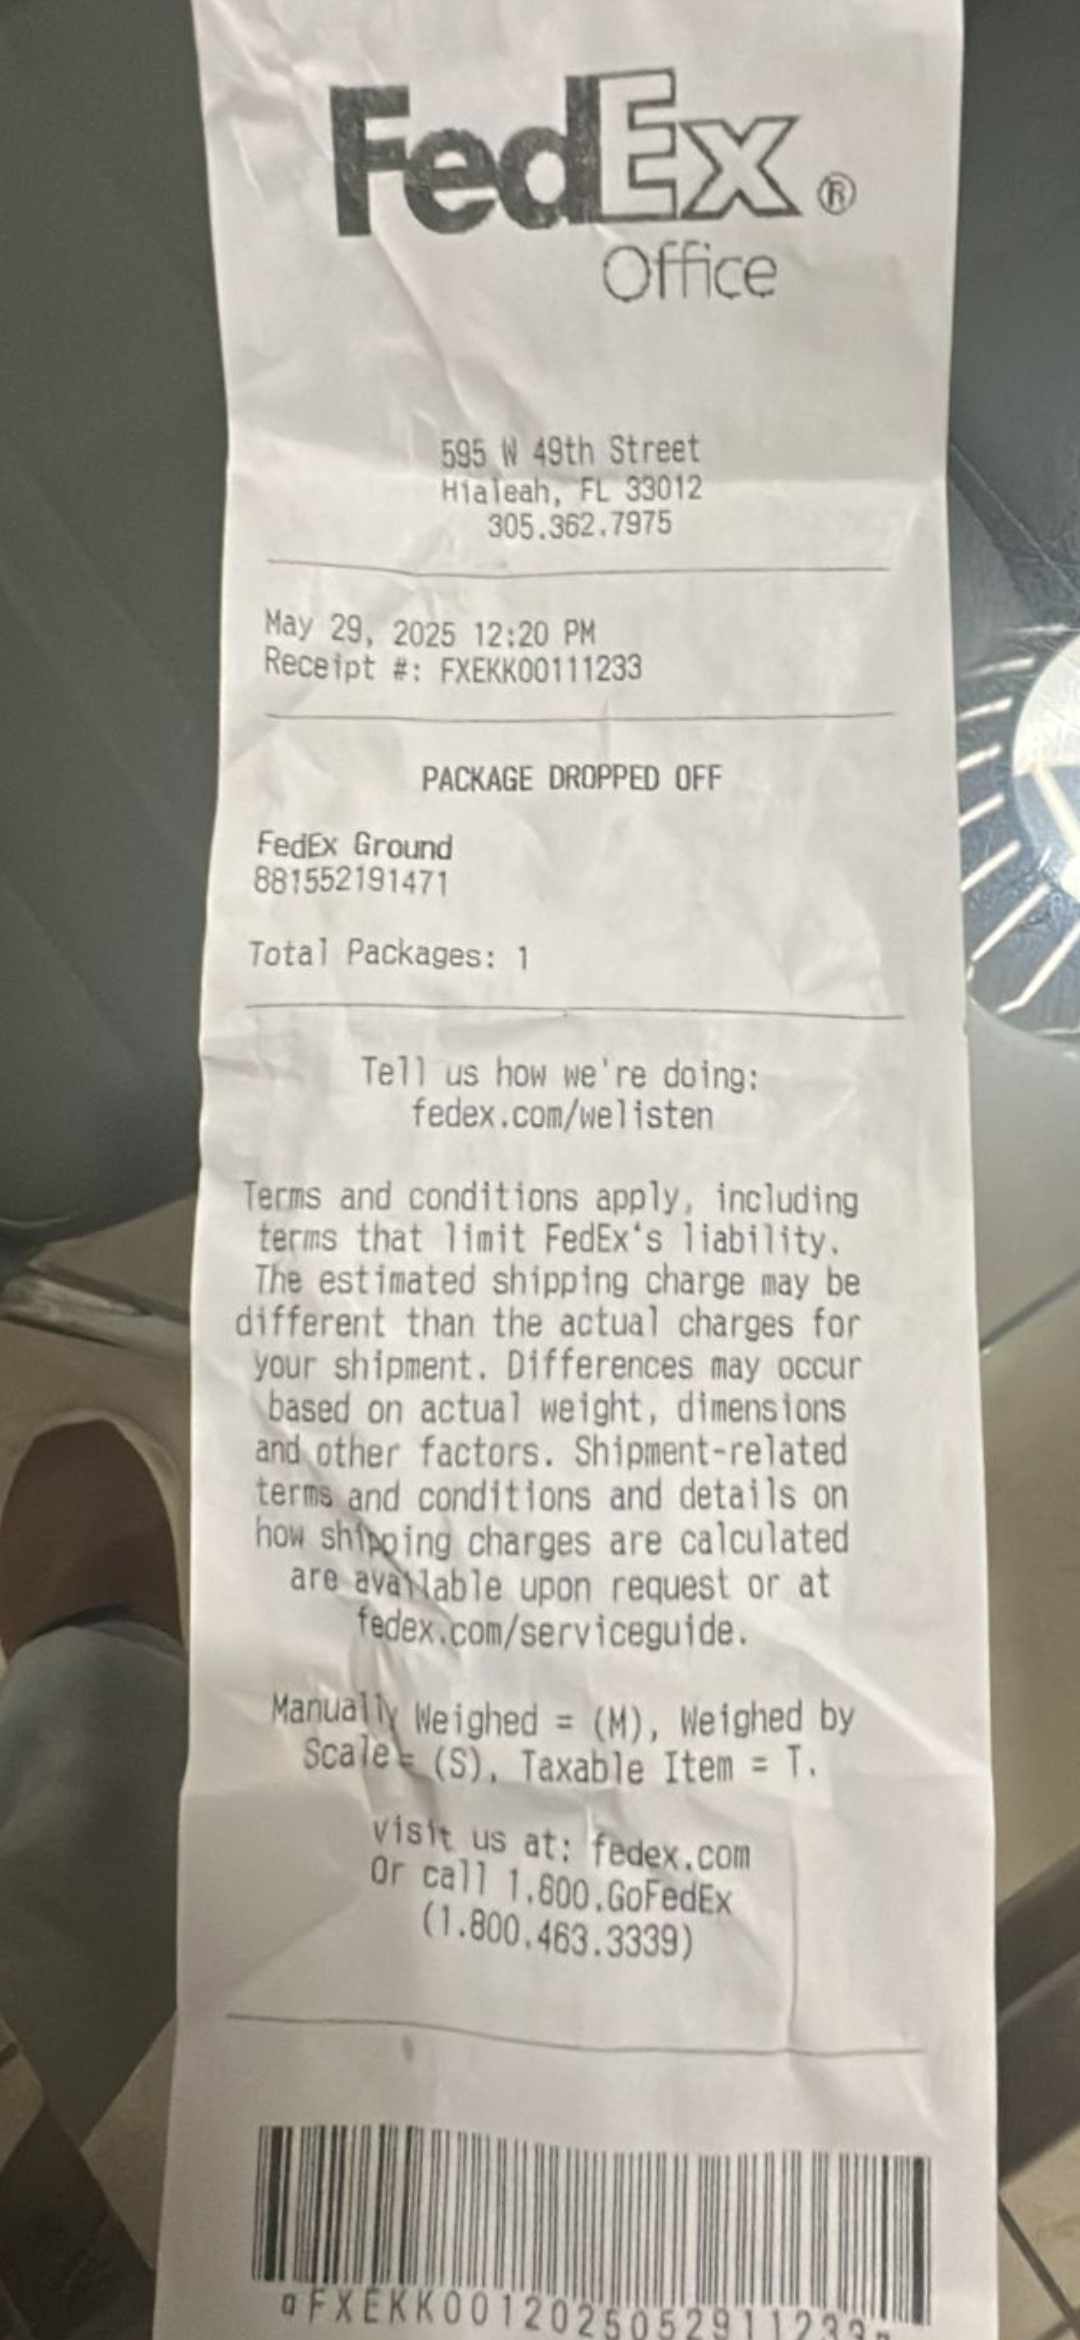 FedEx®
Office
595 W 49th Street
Hialeah, FL 33012
305.362.7975
May 29, 2025 12:20 PM
Receipt #: FXEKK00111233
PACKAGE DROPPED OFF
FedEx Ground
881552191471
Total Packages: 1
Tell us how we're doing:
fedex.com/welisten
Terms and conditions apply, including
terms that limit FedEx's liability.
The estimated shipping charge may be
different than the actual charges for
your shipment. Differences may occur
based on actual weight, dimensions
and other factors. Shipment-related
terms and conditions and details on
how shipping charges are calculated
are available upon request or at
fedex.com/serviceguide.
Manually Weighed = (M), Weighed by
Scale = (S), Taxable Item = T.
visit us at: fedex.com
Or call 1.800.GoFedEx
(1.800.463.3339)
FXEKK0012025052911233